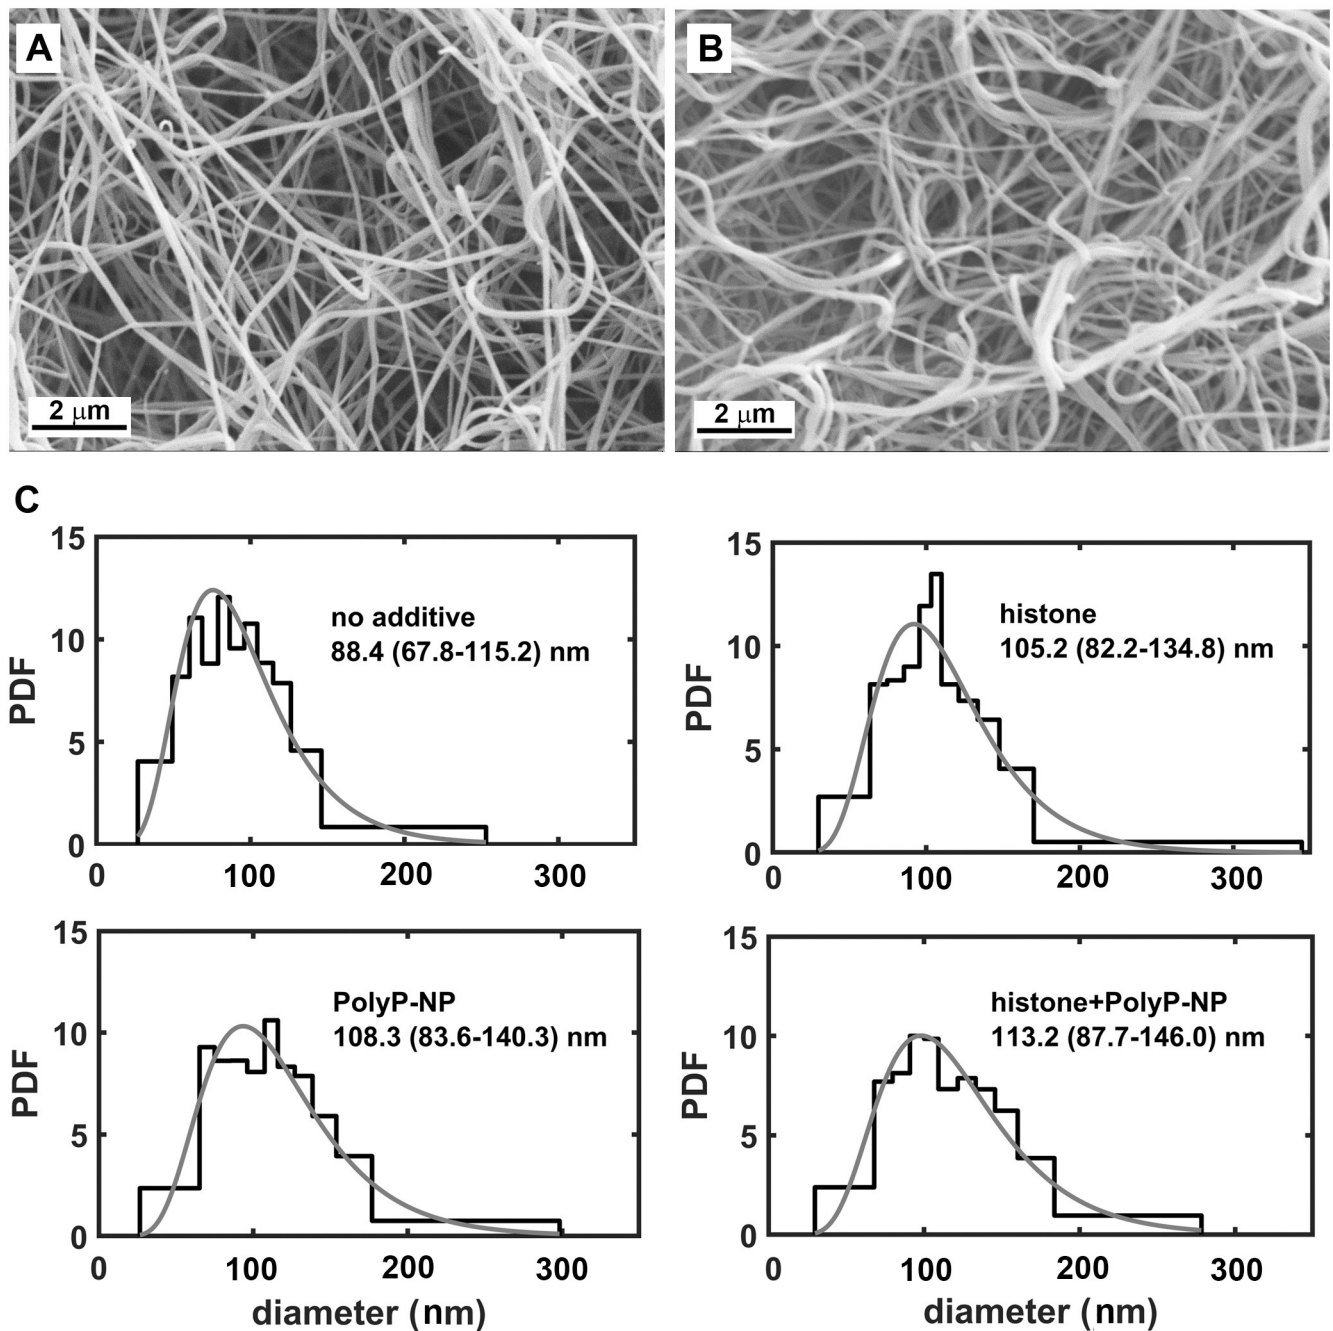 A
B
2 μm
2 μm
C
15
10
5
0
PDF
no additive
88.4 (67.8-115.2) nm
0
100
200
300
15
10
5
0
PDF
histone
105.2 (82.2-134.8) nm
0
100
200
300
15
10
5
0
PDF
PolyP-NP
108.3 (83.6-140.3) nm
0
100
200
300
diameter (nm)
15
10
5
0
PDF
histone+PolyP-NP
113.2 (87.7-146.0) nm
0
100
200
300
diameter (nm)